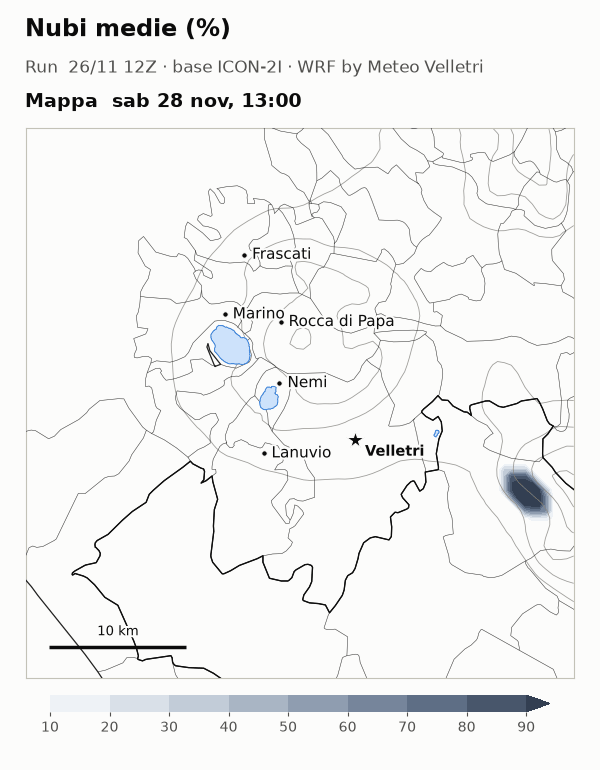 Nubi medie (%)
Run  26/11 12Z · base ICON-2I · WRF by Meteo Velletri
Mappa  sab 28 nov, 13:00
Frascati
Marino
Rocca di Papa
Nemi
Velletri
Lanuvio
10 km
10 20 30 40 50 60 70 80 90